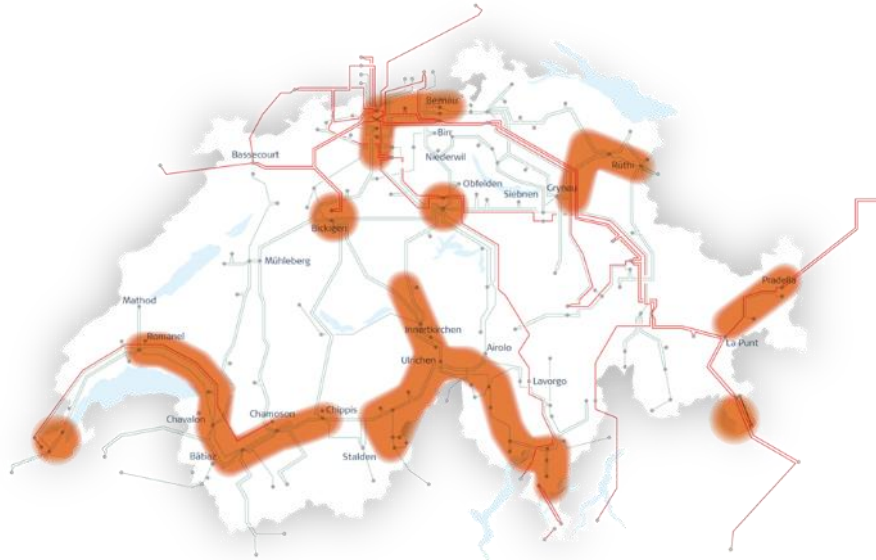 Beznau
Birr
Bassecourt
Niederwil
Rüthi
Obfelden
Siebnen
Grynau
Bickigen
Mühleberg
Pradella
Mathod
Innertkirchen
Romanel
La Punt
Airolo
Ulrichen
Lavorgo
Chippis
Chamoson
Chavalon
Stalden
Bâtiaz